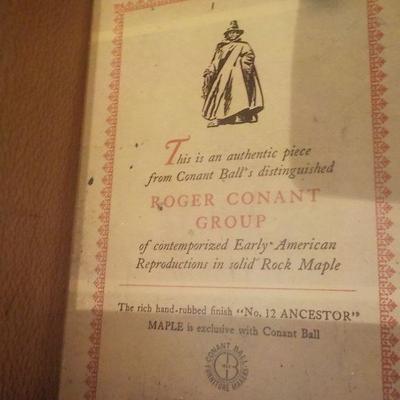 This is an authentic piece
from Conant Ball's distinguished
ROGER CONANT
GROUP
of contemporized Early-American
Reproductions in solid Rock Maple
The rich hand-rubbed finish "No. 12 ANCESTOR"
MAPLE is exclusive with Conant Ball
CONANT BALL
FURNITURE MAKERS